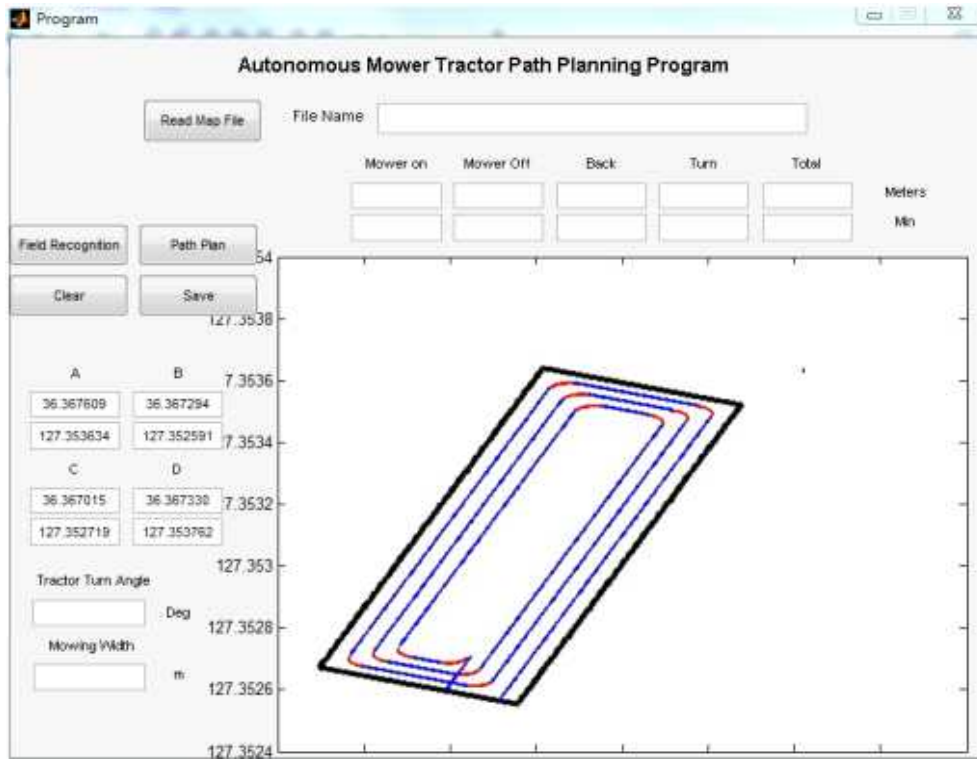 Program
Autonomous Mower Tractor Path Planning Program
Read Map File
File Name
Mower on Mower Off Back Turn Total
Meters
Min
Field Recognition Path Plan
Clear Save
54
127.3538
7.3536
7.3534
7.3532
127.353
127.3528
127.3526
127.3524
A B
36.367609 36.367294
127.353634 127.352591
C D
36.367015 36.367330
127.352719 127.353762
Tractor Turn Angle
Deg
Mowing Width
m